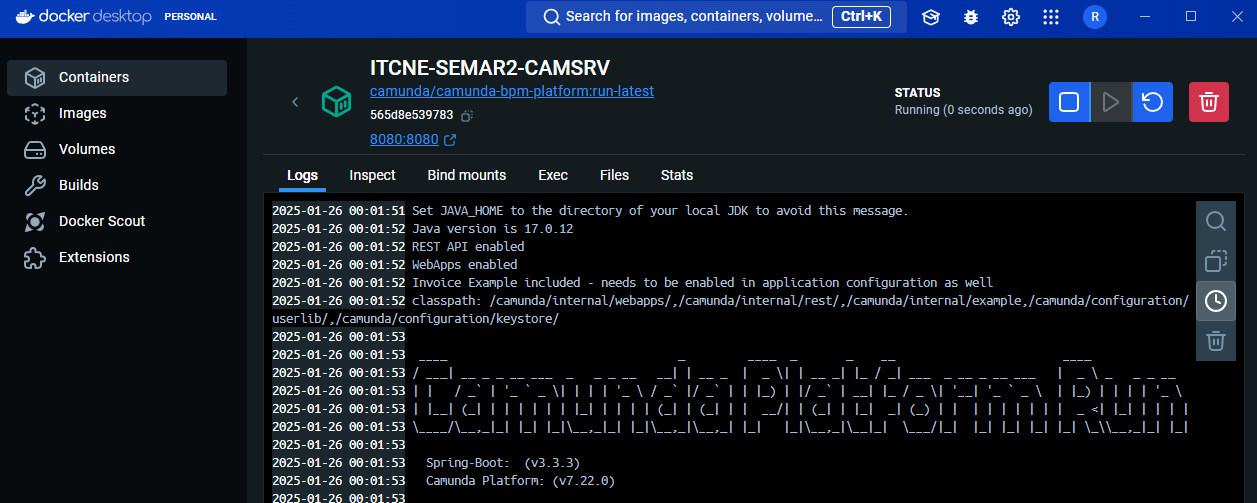 docker desktop PERSONAL
Search for images, containers, volume... Ctrl+K
R
Containers
Images
Volumes
Builds
Docker Scout
Extensions
ITCNE-SEMAR2-CAMSRV
camunda/camunda-bpm-platform:run-latest
565d8e539783
8080:8080
STATUS
Running (0 seconds ago)
Logs Inspect Bind mounts Exec Files Stats
2025-01-26 00:01:51 Set JAVA_HOME to the directory of your local JDK to avoid this message.
2025-01-26 00:01:52 Java version is 17.0.12
2025-01-26 00:01:52 REST API enabled
2025-01-26 00:01:52 WebApps enabled
2025-01-26 00:01:52 Invoice Example included - needs to be enabled in application configuration as well
2025-01-26 00:01:52 classpath: /camunda/internal/webapps/,/camunda/internal/rest/,/camunda/internal/example,/camunda/configuration/
userlib/,/camunda/configuration/keystore/
2025-01-26 00:01:53
2025-01-26 00:01:53
2025-01-26 00:01:53 Camunda Platform Run
2025-01-26 00:01:53
2025-01-26 00:01:53
2025-01-26 00:01:53
2025-01-26 00:01:53
2025-01-26 00:01:53 Spring-Boot: (v3.3.3)
2025-01-26 00:01:53 Camunda Platform: (v7.22.0)
2025-01-26 00:01:53